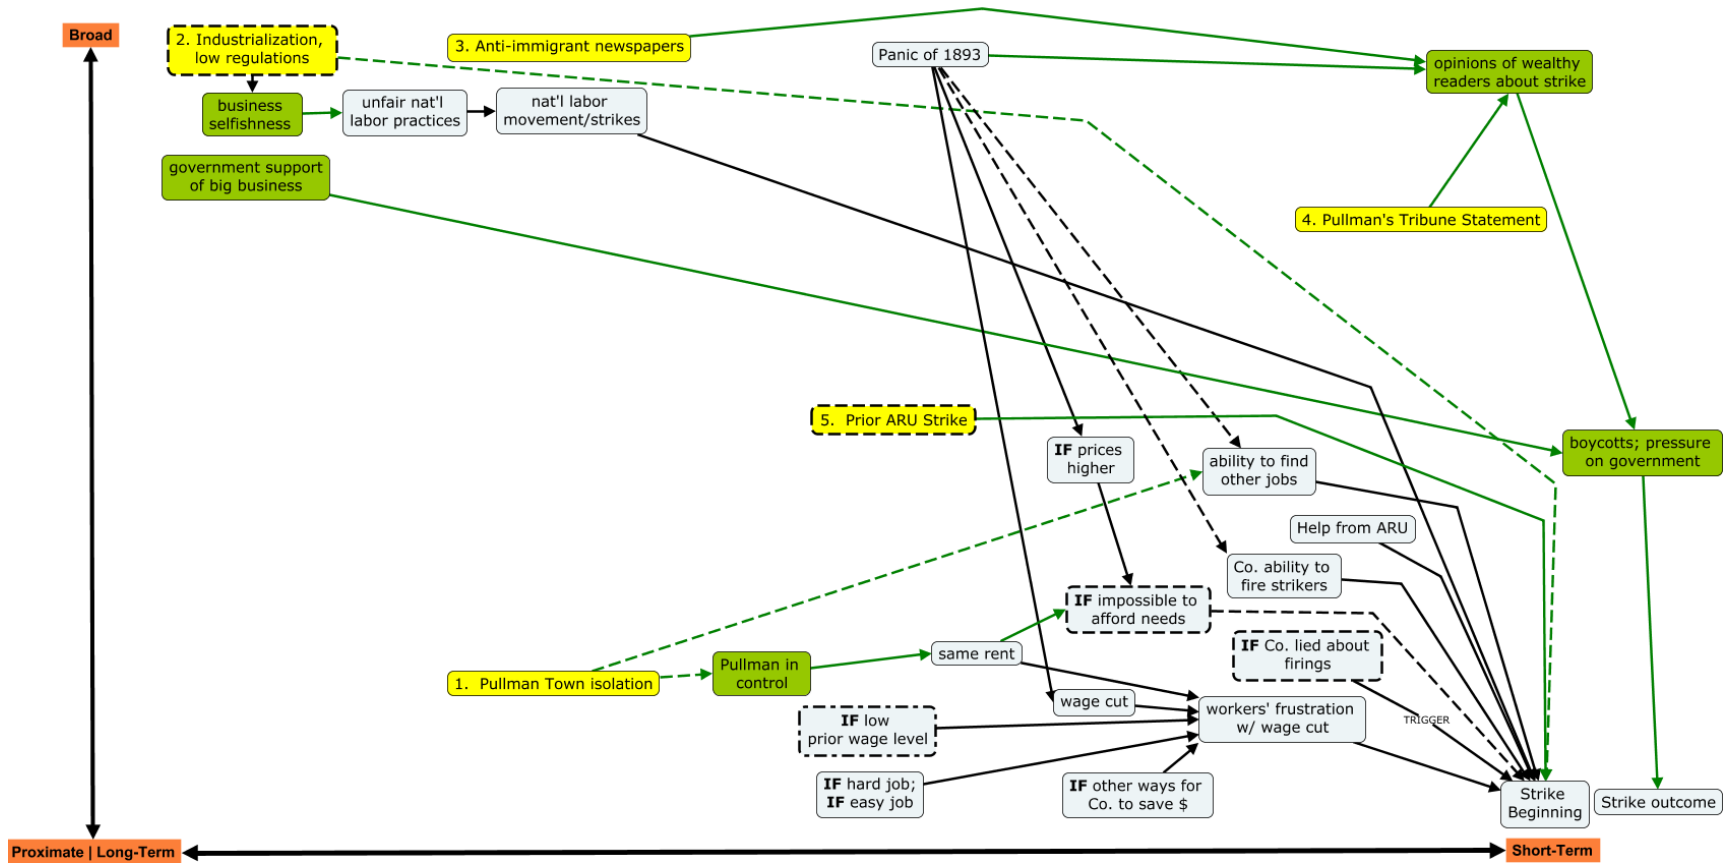 Broad
2. Industrialization,
low regulations
3. Anti-immigrant newspapers
Panic of 1893
opinions of wealthy
readers about strike
business
selfishness
unfair nat'l
labor practices
nat'l labor
movement/strikes
government support
of big business
4. Pullman's Tribune Statement
5. Prior ARU Strike
IF prices
higher
ability to find
other jobs
boycotts; pressure
on government
Help from ARU
Co. ability to
fire strikers
IF impossible to
afford needs
IF Co. lied about
firings
same rent
Pullman in
control
1. Pullman Town isolation
wage cut
workers' frustration
w/ wage cut
TRIGGER
IF low
prior wage level
IF hard job;
IF easy job
IF other ways for
Co. to save $
Strike
Beginning
Strike outcome
Proximate | Long-Term
Short-Term